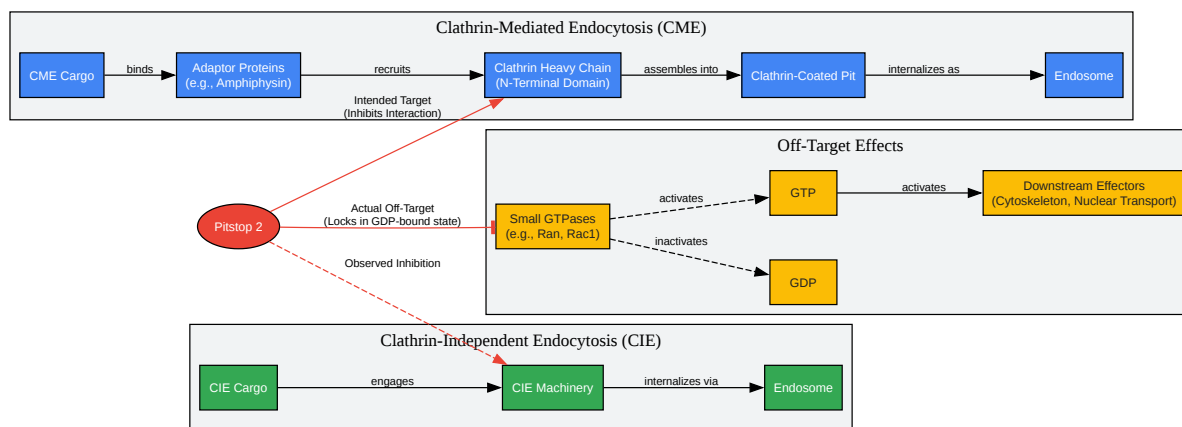 Clathrin-Mediated Endocytosis (CME)
CME Cargo
binds
Adaptor Proteins
(e.g., Amphiphysin)
recruits
Clathrin Heavy Chain
(N-Terminal Domain)
assembles into
Clathrin-Coated Pit
internalizes as
Endosome
Intended Target
(Inhibits Interaction)
Off-Target Effects
Pitstop 2
Actual Off-Target
(Locks in GDP-bound state)
Small GTPases
(e.g., Ran, Rac1)
activates
GTP
activates
Downstream Effectors
(Cytoskeleton, Nuclear Transport)
inactivates
GDP
Observed Inhibition
Clathrin-Independent Endocytosis (CIE)
CIE Cargo
engages
CIE Machinery
internalizes via
Endosome